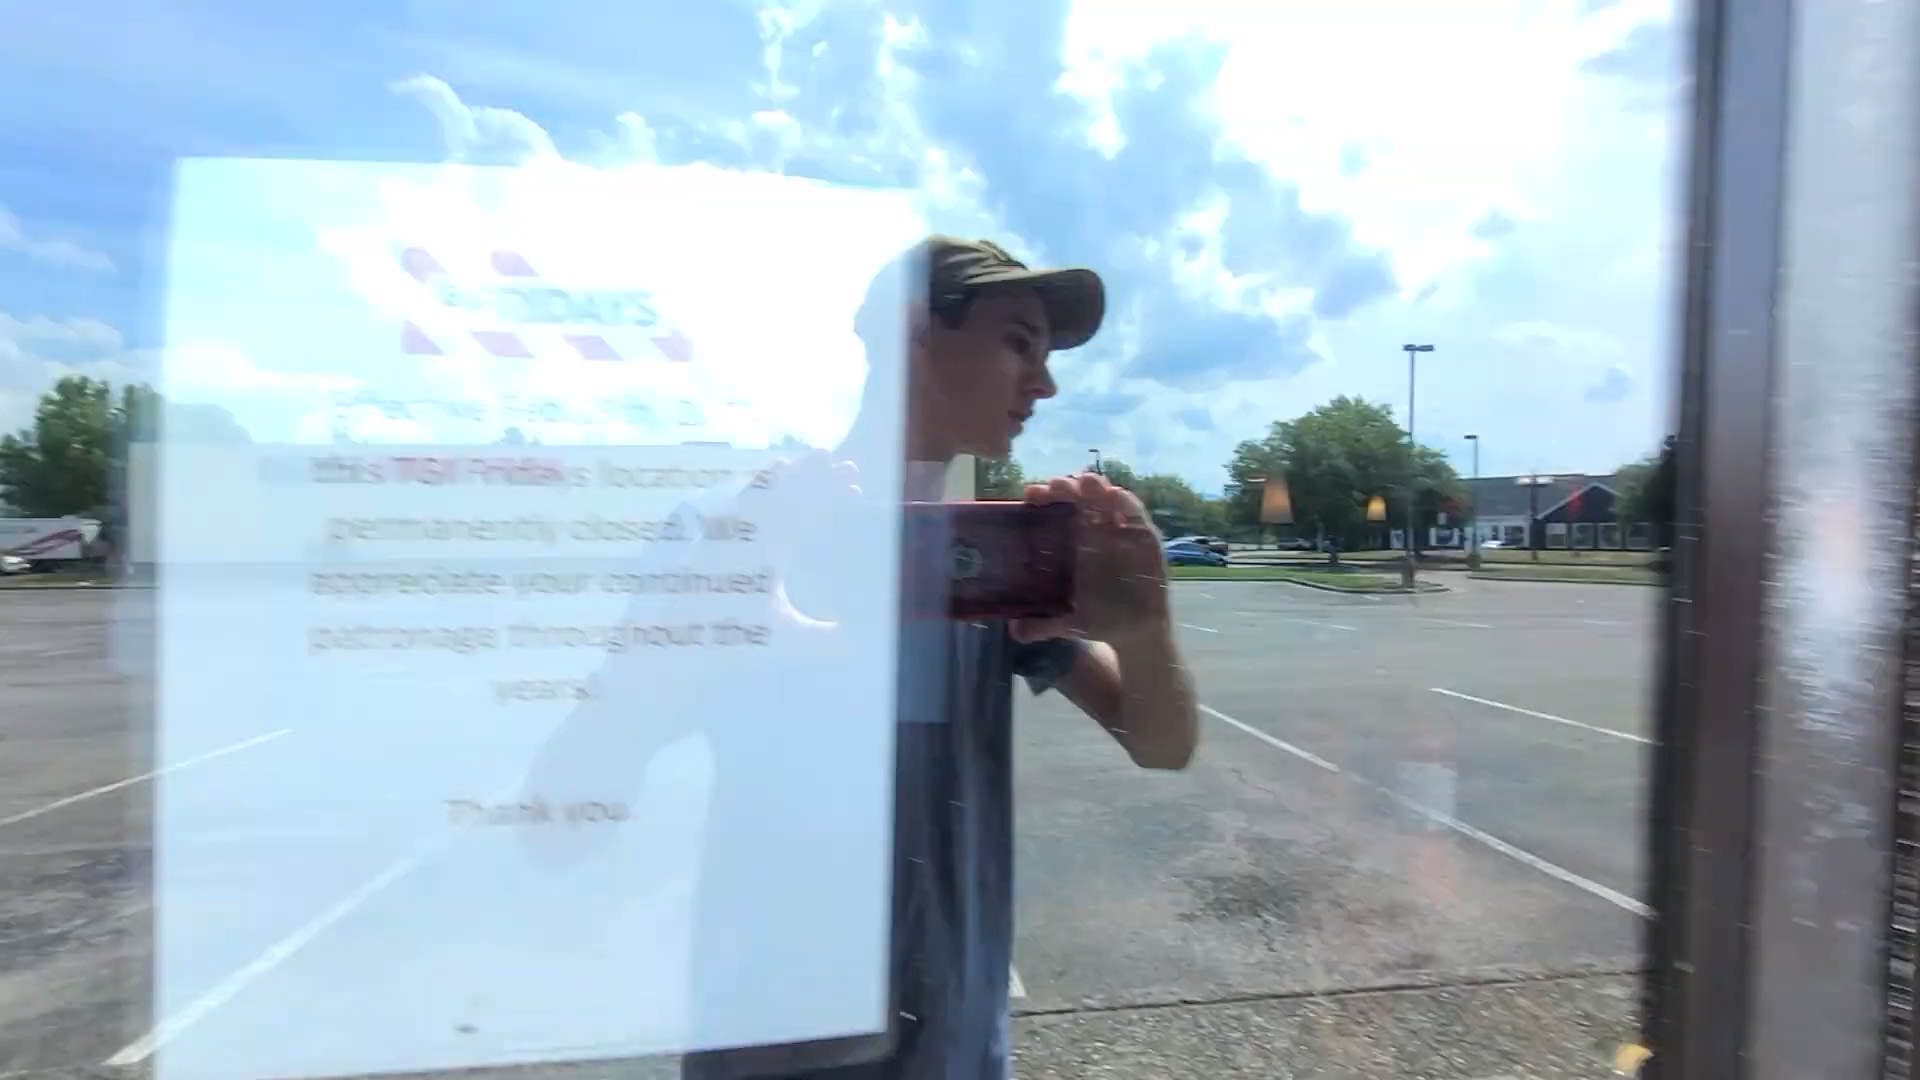 FRIDAYS
this TGI Friday's location is
permanently closed. We
appreciate your continued
patronage throughout the
years.
Thank you.